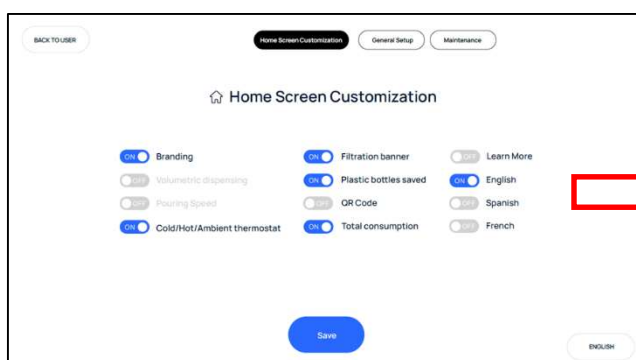 BACK TO USER
Home Screen Customization
General Setup
Maintanance
Home Screen Customization
ON Branding
OFF Volumetric dispensing
OFF Pouring Speed
ON Cold/Hot/Ambient thermostat
ON Filtration banner
ON Plastic bottles saved
OFF QR Code
ON Total consumption
OFF Learn More
ON English
OFF Spanish
OFF French
Save
ENGLISH